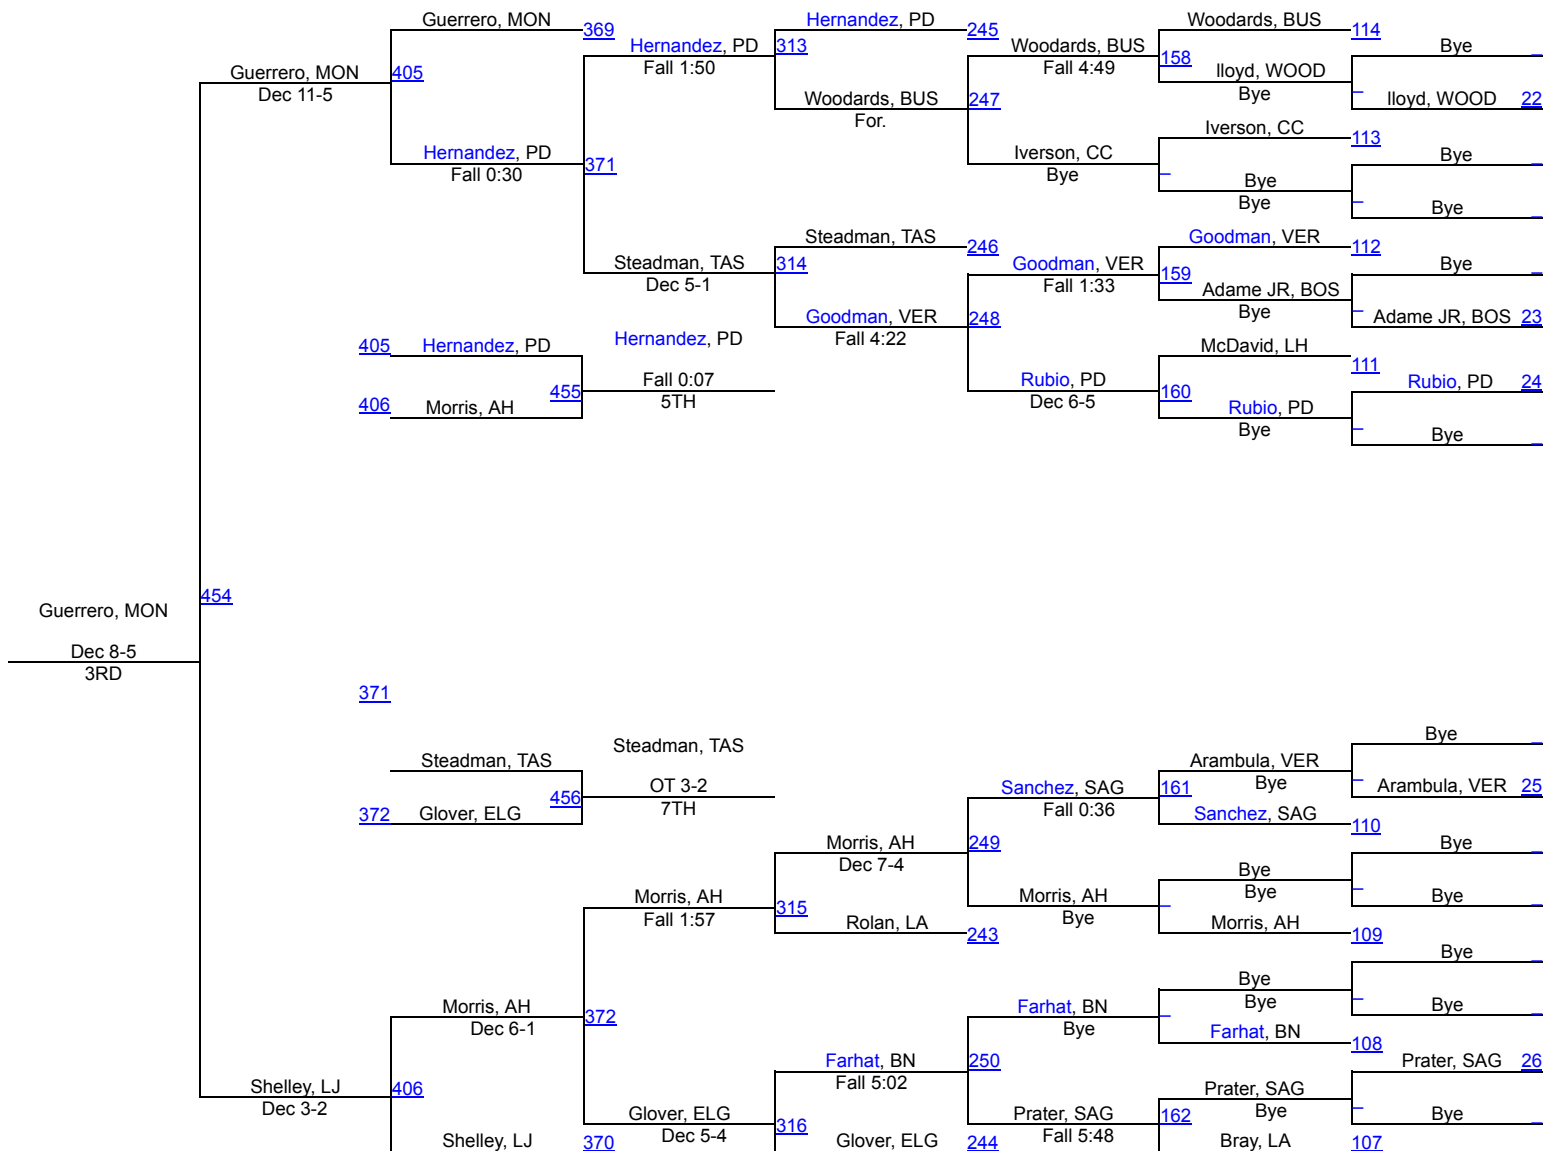 Guerrero, MON
369
Hernandez, PD
245
Woodards, BUS
114
Hernandez, PD
313
Woodards, BUS
Bye
Fall 1:50
Fall 4:49
158
Guerrero, MON
405
lloyd, WOOD
Dec 11-5
Woodards, BUS
247
Bye
lloyd, WOOD
22
For.
Iverson, CC
113
Hernandez, PD
Iverson, CC
Bye
Fall 0:30
371
Bye
Bye
Bye
Bye
Steadman, TAS
246
Goodman, VER
112
Steadman, TAS
314
Goodman, VER
Bye
Dec 5-1
Fall 1:33
159
Adame JR, BOS
Goodman, VER
248
Bye
Adame JR, BOS
23
405
Hernandez, PD
Hernandez, PD
Fall 4:22
McDavid, LH
111
Fall 0:07
Rubio, PD
Rubio, PD
24
455
5TH
Dec 6-5
160
Rubio, PD
406
Morris, AH
Bye
Bye
454
Guerrero, MON
Dec 8-5
3RD
371
Bye
Steadman, TAS
Steadman, TAS
Arambula, VER
OT 3-2
Sanchez, SAG
161
Bye
Arambula, VER
25
456
7TH
Fall 0:36
372
Glover, ELG
Sanchez, SAG
110
Morris, AH
249
Bye
Dec 7-4
Bye
Morris, AH
Morris, AH
Bye
Bye
Fall 1:57
315
Bye
Rolan, LA
243
Morris, AH
109
Bye
Bye
Morris, AH
Farhat, BN
Bye
Bye
Dec 6-1
372
Bye
Farhat, BN
108
Farhat, BN
250
Prater, SAG
26
Shelley, LJ
406
Fall 5:02
Prater, SAG
Dec 3-2
Glover, ELG
Prater, SAG
162
Bye
Bye
Dec 5-4
316
Fall 5:48
Shelley, LJ
370
Glover, ELG
244
Bray, LA
107